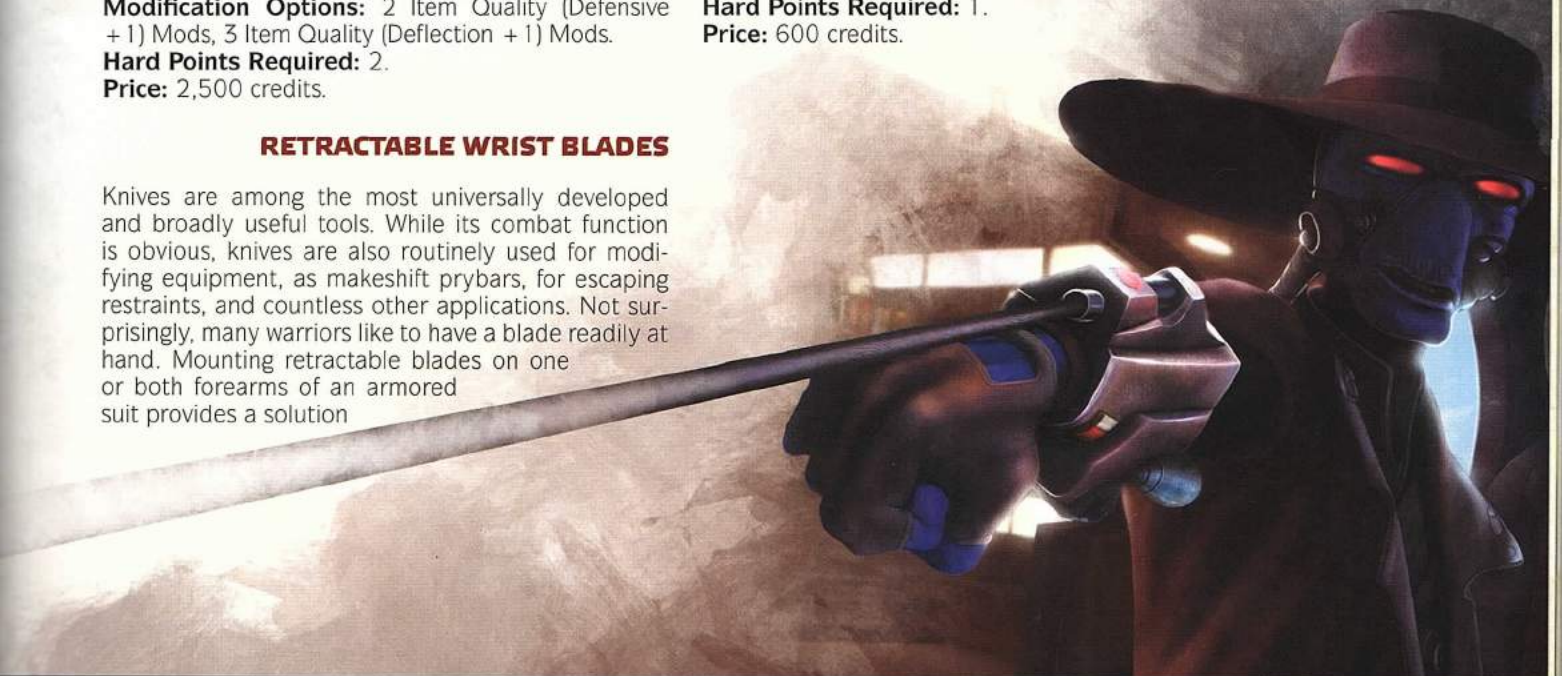 Modification Options: 2 Item Quality (Defensive
+1) Mods, 3 Item Quality (Deflection +1) Mods.
Hard Points Required: 2.
Price: 2,500 credits.
RETRACTABLE WRIST BLADES
Knives are among the most universally developed
and broadly useful tools. While its combat function
is obvious, knives are also routinely used for modi-
fying equipment, as makeshift prybars, for escaping
restraints, and countless other applications. Not sur-
prisingly, many warriors like to have a blade readily at
hand. Mounting retractable blades on one
or both forearms of an armored
suit provides a solution
Hard Points Required: 1.
Price: 600 credits.